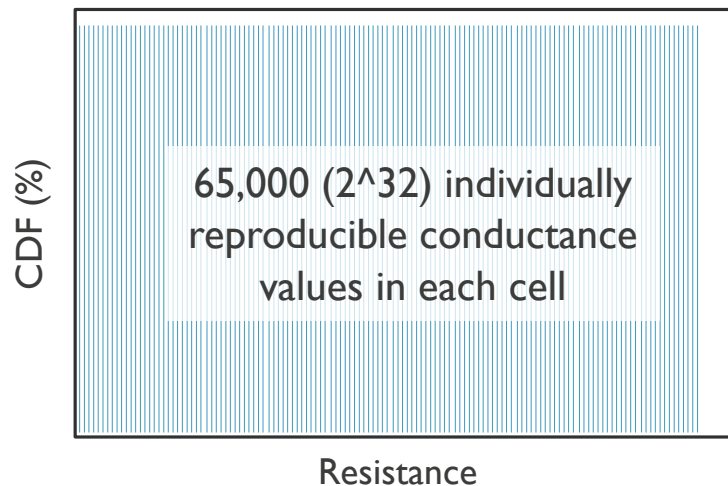 CDF (%)
65,000 (2^32) individually
reproducible conductance
values in each cell
Resistance